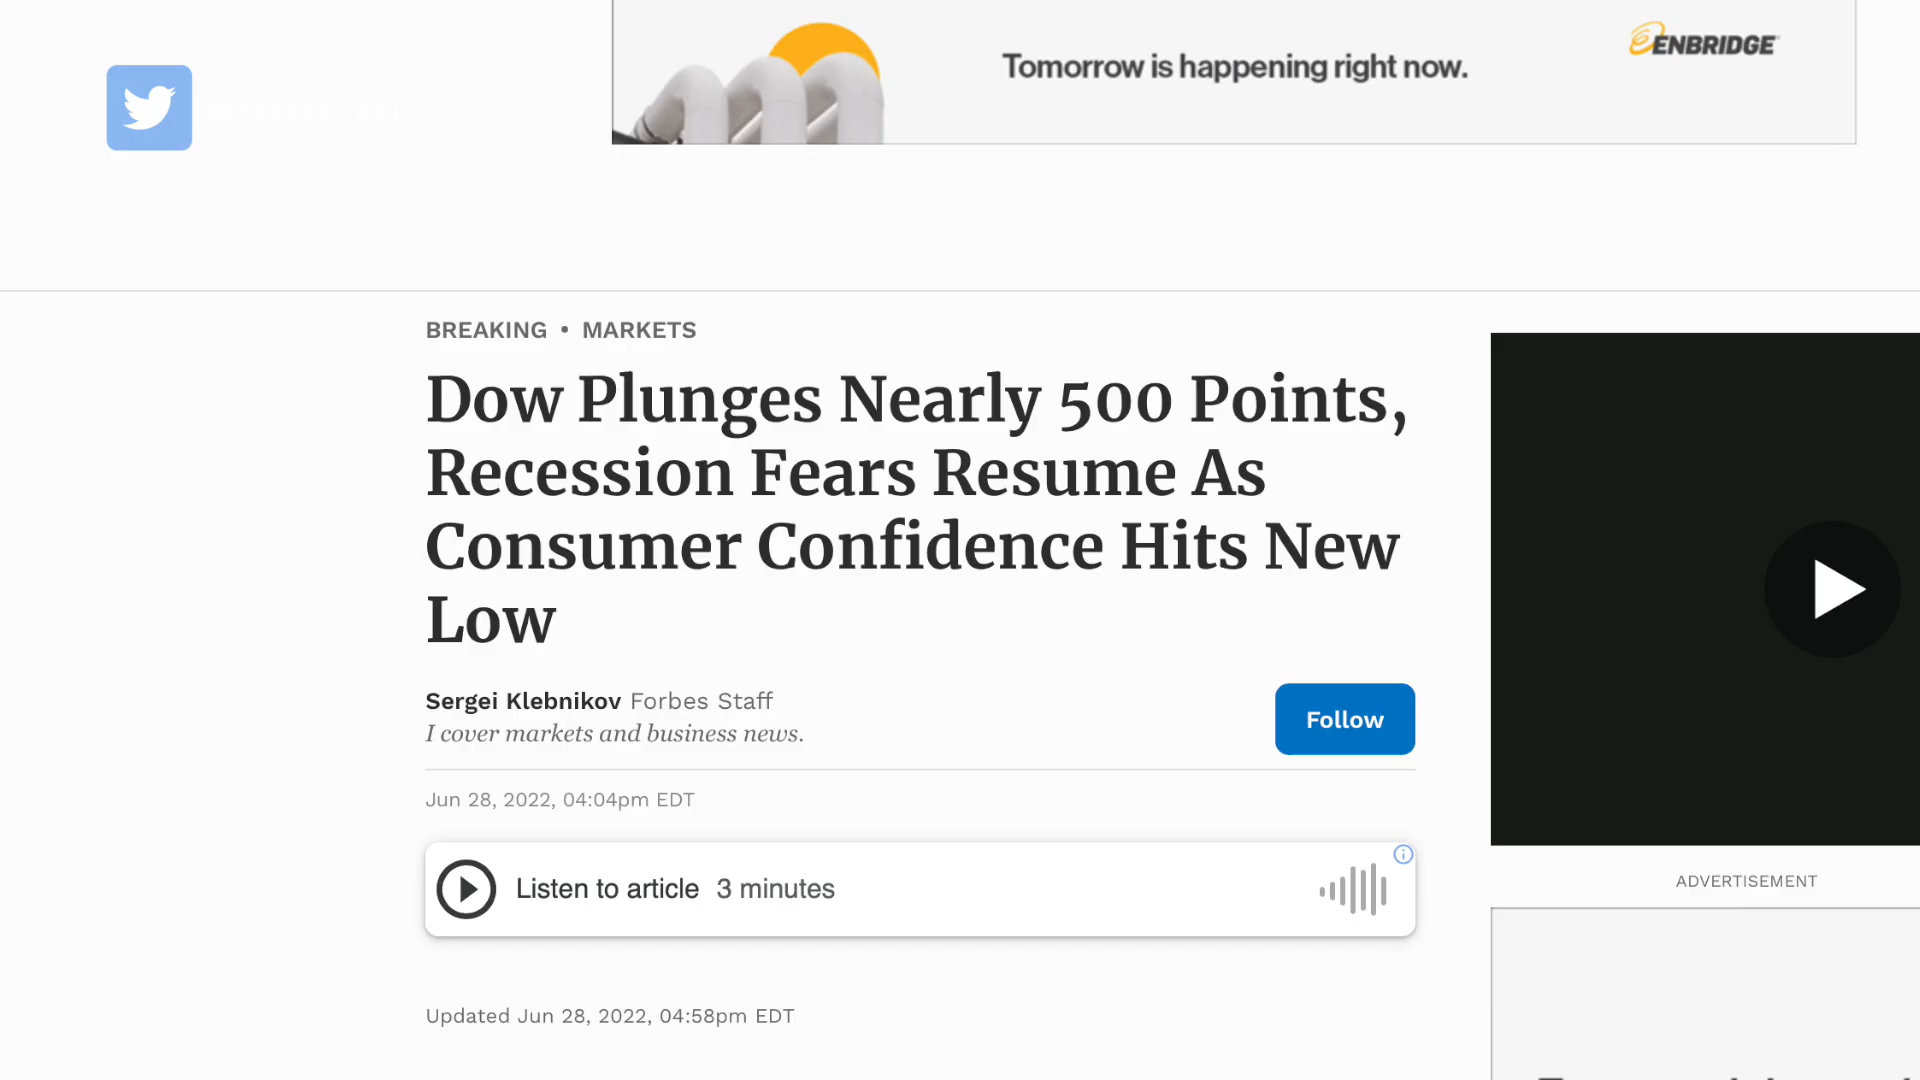 Tomorrow is happening right now.
ENBRIDGE
BREAKING • MARKETS
Dow Plunges Nearly 500 Points,
Recession Fears Resume As
Consumer Confidence Hits New
Low
Sergei Klebnikov Forbes Staff
I cover markets and business news.
Follow
Jun 28, 2022, 04:04pm EDT
Listen to article 3 minutes
Updated Jun 28, 2022, 04:58pm EDT
ADVERTISEMENT